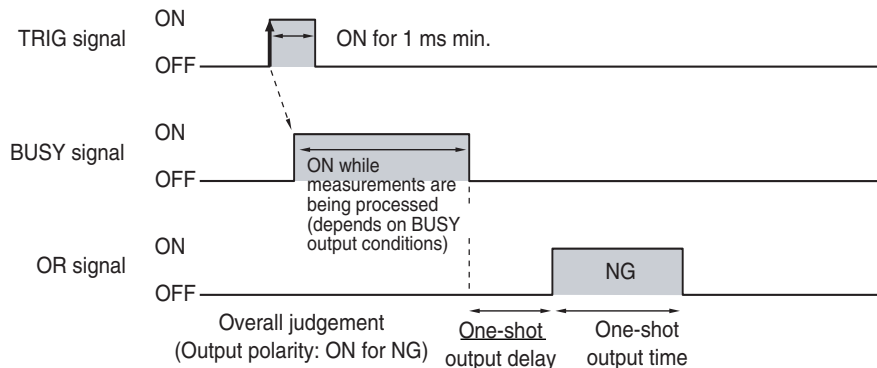 ON
TRIG signal
ON for 1 ms min.
OFF
ON
BUSY signal
ON while
measurements are
being processed
(depends on BUSY
output conditions)
OFF
ON
OR signal
NG
OFF
Overall judgement
(Output polarity: ON for NG)
One-shot
output delay
One-shot
output time